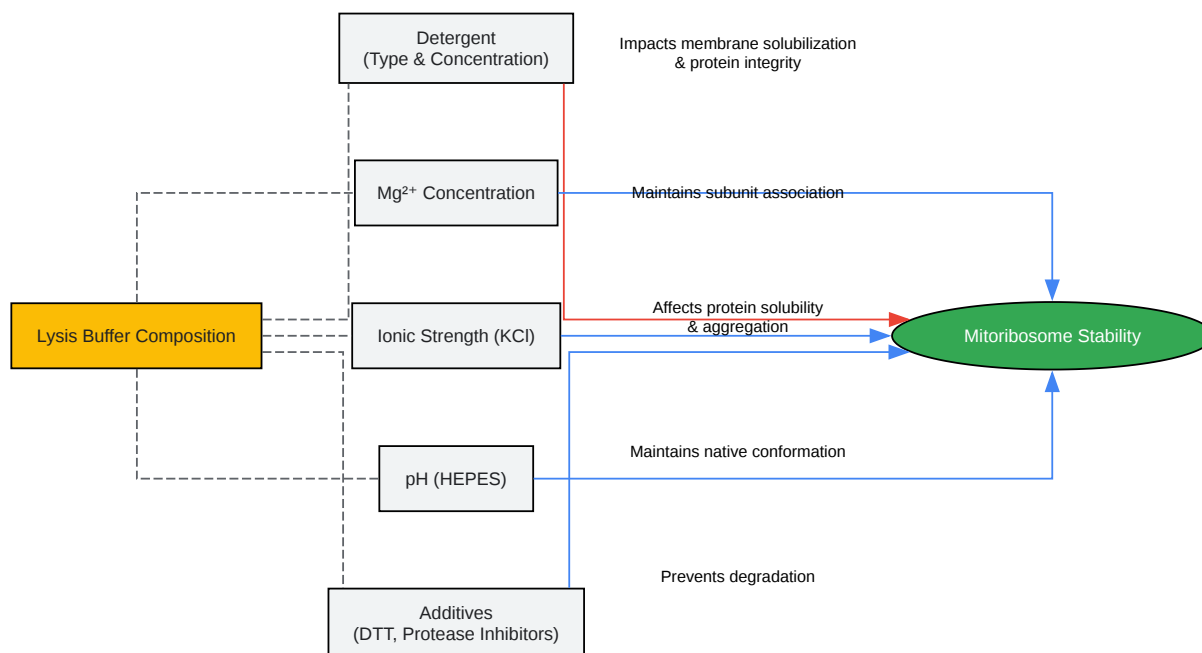 Detergent
(Type & Concentration)
Impacts membrane solubilization
& protein integrity
Mg²⁺ Concentration
Maintains subunit association
Lysis Buffer Composition
Ionic Strength (KCl)
Affects protein solubility
& aggregation
Mitoribosome Stability
pH (HEPES)
Maintains native conformation
Additives
(DTT, Protease Inhibitors)
Prevents degradation